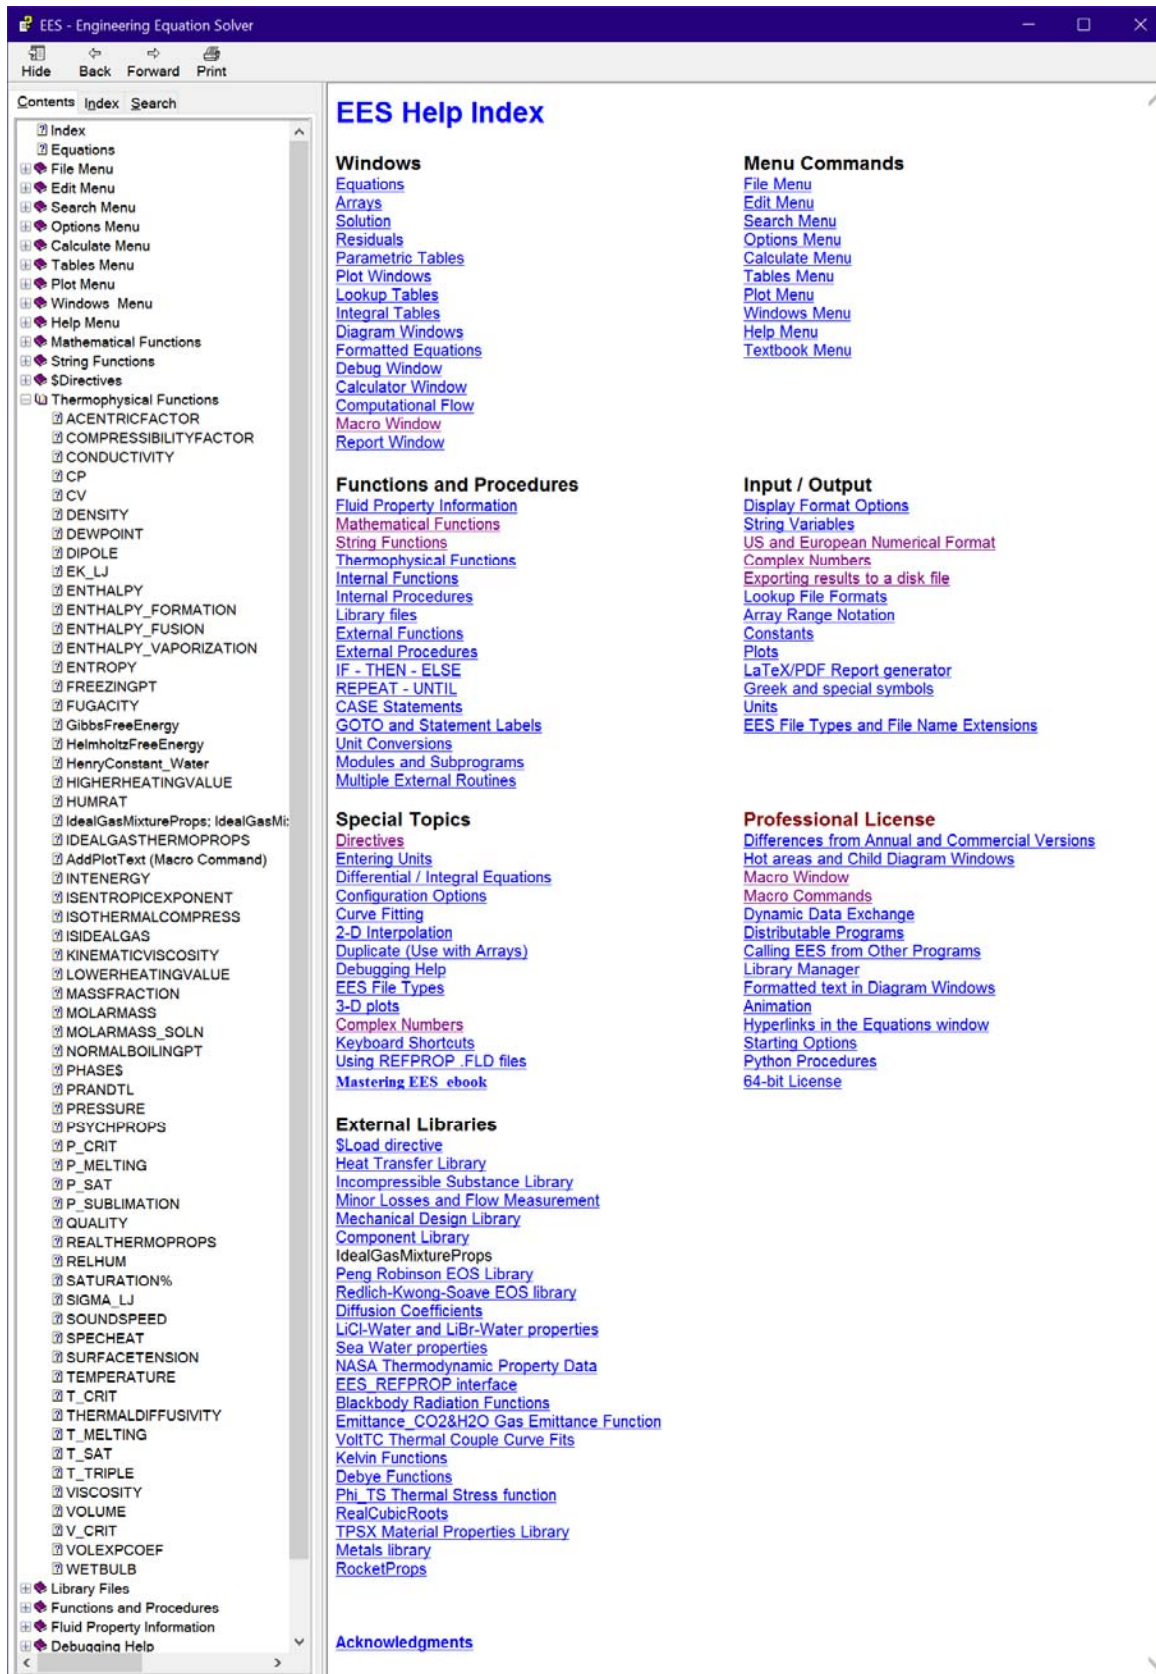 EES - Engineering Equation Solver
Hide Back Forward Print
Contents Index Search
Index
Equations
File Menu
Edit Menu
Search Menu
Options Menu
Calculate Menu
Tables Menu
Plot Menu
Windows Menu
Help Menu
Mathematical Functions
String Functions
$Directives
Thermophysical Functions
ACENTRICFACTOR
COMPRESSIBILITYFACTOR
CONDUCTIVITY
CP
CV
DENSITY
DEWPOINT
DIPOLE
EK_LJ
ENTHALPY
ENTHALPY_FORMATION
ENTHALPY_FUSION
ENTHALPY_VAPORIZATION
ENTROPY
FREEZINGPT
FUGACITY
GibbsFreeEnergy
HelmholtzFreeEnergy
HenryConstant_Water
HIGHERHEATINGVALUE
HUMRAT
IdealGasMixtureProps; IdealGasMi:
IDEALGASTHERMOPROPS
AddPlotText (Macro Command)
INTENERGY
ISENTROPICEXPONENT
ISOTHERMALCOMPRESS
ISIDEALGAS
KINEMATICVISCOSITY
LOWERHEATINGVALUE
MASSFRACTION
MOLARMASS
MOLARMASS_SOLN
NORMALBOILINGPT
PHASE$
PRANDTL
PRESSURE
PSYCHPROPS
P_CRIT
P_MELTING
P_SAT
P_SUBLIMATION
QUALITY
REALTHERMOPROPS
RELHUM
SATURATION%
SIGMA_LJ
SOUNDSPEED
SPECHEAT
SURFACETENSION
TEMPERATURE
T_CRIT
THERMALDIFFUSIVITY
T_MELTING
T_SAT
T_TRIPLE
VISCOSITY
VOLUME
V_CRIT
VOLEXPCOEF
WETBULB
Library Files
Functions and Procedures
Fluid Property Information
Debugging Help
EES Help Index
Windows
Equations
Arrays
Solution
Residuals
Parametric Tables
Plot Windows
Lookup Tables
Integral Tables
Diagram Windows
Formatted Equations
Debug Window
Calculator Window
Computational Flow
Macro Window
Report Window
Menu Commands
File Menu
Edit Menu
Search Menu
Options Menu
Calculate Menu
Tables Menu
Plot Menu
Windows Menu
Help Menu
Textbook Menu
Functions and Procedures
Fluid Property Information
Mathematical Functions
String Functions
Thermophysical Functions
Internal Functions
Internal Procedures
Library files
External Functions
External Procedures
IF - THEN - ELSE
REPEAT - UNTIL
CASE Statements
GOTO and Statement Labels
Unit Conversions
Modules and Subprograms
Multiple External Routines
Input / Output
Display Format Options
String Variables
US and European Numerical Format
Complex Numbers
Exporting results to a disk file
Lookup File Formats
Array Range Notation
Constants
Plots
LaTeX/PDF Report generator
Greek and special symbols
Units
EES File Types and File Name Extensions
Special Topics
Directives
Entering Units
Differential / Integral Equations
Configuration Options
Curve Fitting
2-D Interpolation
Duplicate (Use with Arrays)
Debugging Help
EES File Types
3-D plots
Complex Numbers
Keyboard Shortcuts
Using REFPROP .FLD files
Mastering EES ebook
Professional License
Differences from Annual and Commercial Versions
Hot areas and Child Diagram Windows
Macro Window
Macro Commands
Dynamic Data Exchange
Distributable Programs
Calling EES from Other Programs
Library Manager
Formatted text in Diagram Windows
Animation
Hyperlinks in the Equations window
Starting Options
Python Procedures
64-bit License
External Libraries
$Load directive
Heat Transfer Library
Incompressible Substance Library
Minor Losses and Flow Measurement
Mechanical Design Library
Component Library
IdealGasMixtureProps
Peng Robinson EOS Library
Redlich-Kwong-Soave EOS library
Diffusion Coefficients
LiCl-Water and LiBr-Water properties
Sea Water properties
NASA Thermodynamic Property Data
EES_REFPROP interface
Blackbody Radiation Functions
Emittance_CO2&H2O Gas Emittance Function
VoltTC Thermal Couple Curve Fits
Kelvin Functions
Debye Functions
Phi_TS Thermal Stress function
RealCubicRoots
TPSX Material Properties Library
Metals library
RocketProps
Acknowledgments